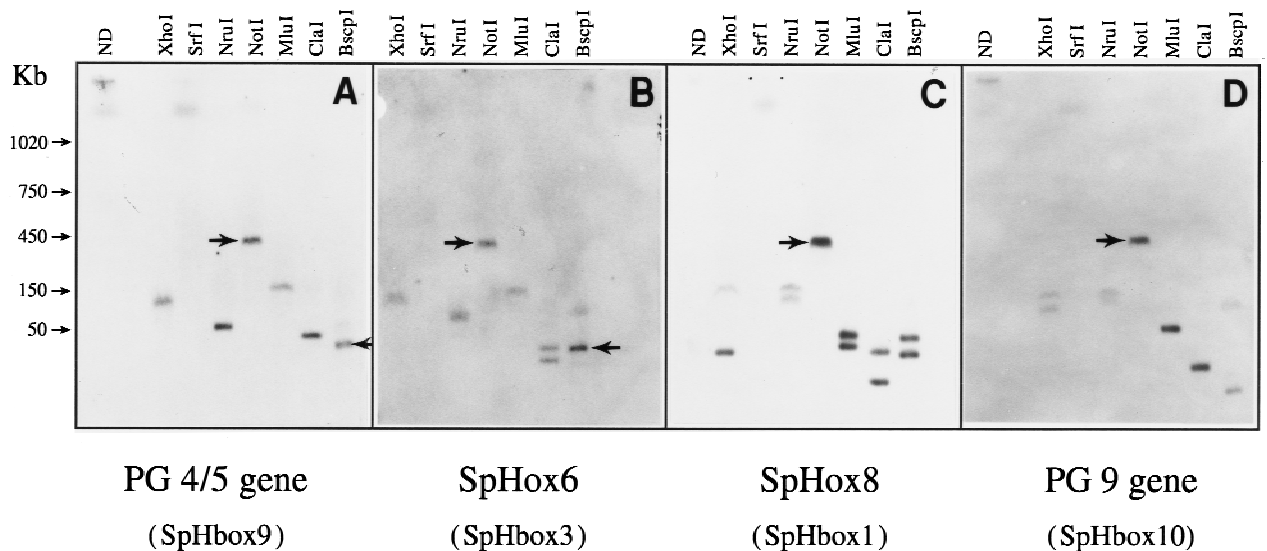 ND XhoI SrfI NruI NotI MluI ClaI BscpI XhoI SrfI NruI NotI MluI ClaI BscpI ND XhoI SrfI NruI NotI MluI ClaI BscpI ND XhoI SrfI NruI NotI MluI ClaI BscpI
Kb
A B C D
1020
750
450
150
50
PG 4/5 gene SpHox6 SpHox8 PG 9 gene
(SpHbox9) (SpHbox3) (SpHbox1) (SpHbox10)